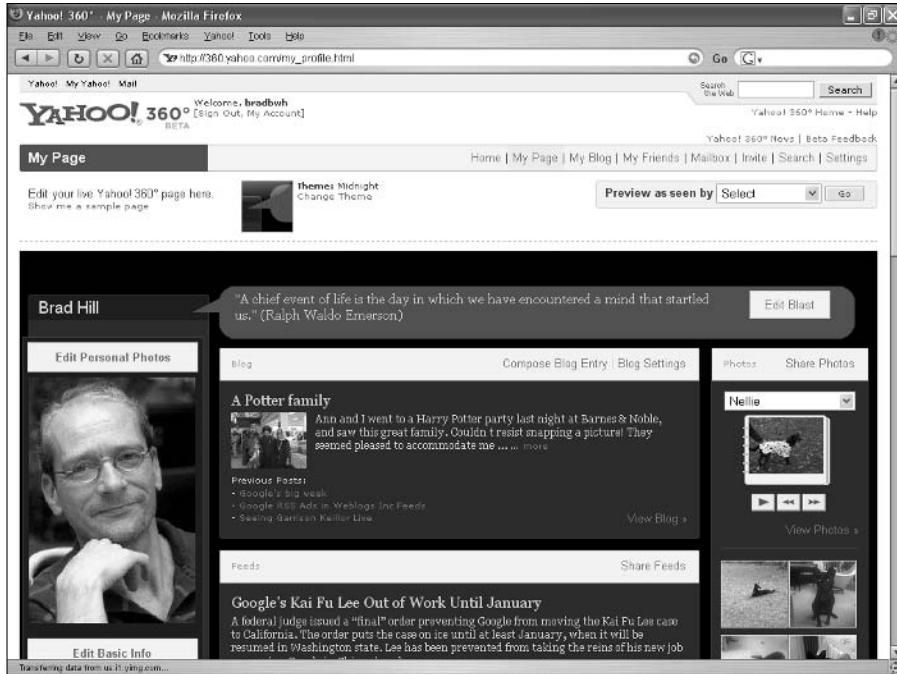 Yahoo! 360° - My Page - Mozilla Firefox
File Edit View Go Bookmarks Yahoo! Tools Help
http://360.yahoo.com/my_profile.html
Go
G
Yahoo! My Yahoo! Mail
Search the Web
Search
YAHOO! 360° BETA
Welcome, bradbwh
[Sign Out, My Account]
Yahoo! 360° Home - Help
Yahoo! 360° News | Beta Feedback
My Page
Home | My Page | My Blog | My Friends | Mailbox | Invite | Search | Settings
Edit your live Yahoo! 360° page here.
Show me a sample page
Theme: Midnight
Change Theme
Preview as seen by Select Go
Brad Hill
"A chief event of life is the day in which we have encountered a mind that startled
us." (Ralph Waldo Emerson)
Edit Blast
Edit Personal Photos
Blog
Compose Blog Entry | Blog Settings
A Potter family
Ann and I went to a Harry Potter party last night at Barnes & Noble,
and saw this great family. Couldn t resist snapping a picture! They
seemed pleased to accommodate me ... ... more
Previous Posts:
- Google's big week
- Google RSS Ads in Weblogs Inc Feeds
- Seeing Garrison Keillor Live
View Blog »
Photos
Share Photos
Nellie
View Photos »
Feeds
Share Feeds
Google's Kai Fu Lee Out of Work Until January
A federal judge issued a "final" order preventing Google from moving the Kai Fu Lee case
to California. The order puts the case on ice until at least January, when it will be
resumed in Washington state. Lee has been prevented from taking the reins of his new job
Edit Basic Info
Transferring data from us.i1.yimg.com...